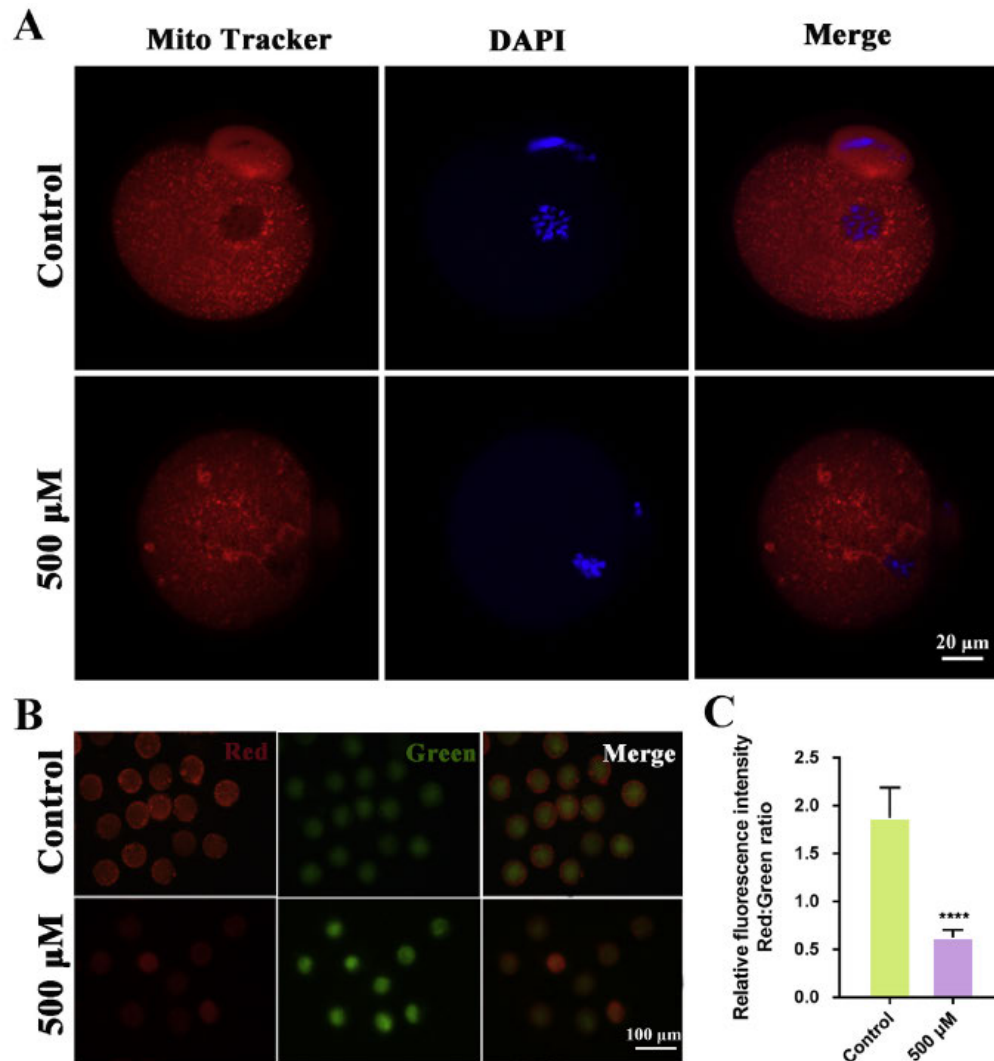 A
Mito Tracker DAPI Merge
Control
500 μM
20 μm
B
Red Green Merge
Control
500 μM
100 μm
C
Relative fluorescence intensity
Red:Green ratio
2.5
2.0
1.5
1.0
0.5
0.0
****
Control
500 μM